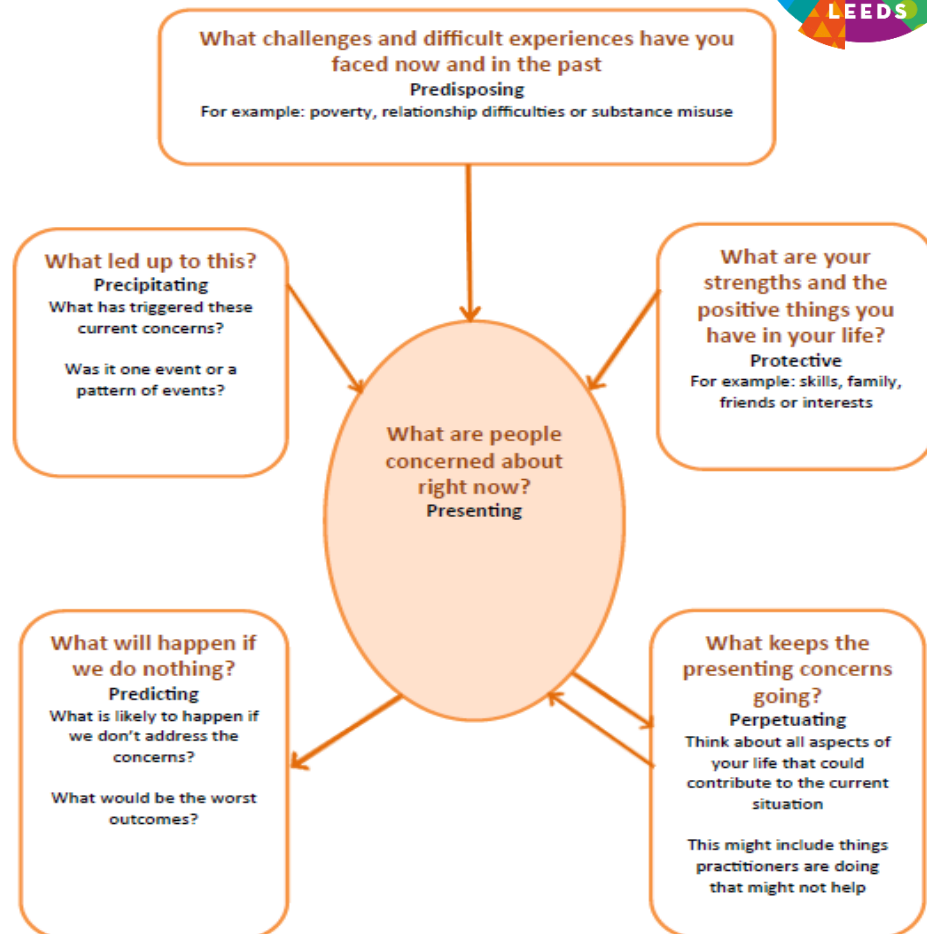 LEEDS
What challenges and difficult experiences have you
faced now and in the past
Predisposing
For example: poverty, relationship difficulties or substance misuse
What led up to this?
Precipitating
What has triggered these
current concerns?
Was it one event or a
pattern of events?
What are your
strengths and the
positive things you
have in your life?
Protective
For example: skills, family,
friends or interests
What are people
concerned about
right now?
Presenting
What will happen if
we do nothing?
Predicting
What is likely to happen if
we don't address the
concerns?
What would be the worst
outcomes?
What keeps the
presenting concerns
going?
Perpetuating
Think about all aspects of
your life that could
contribute to the current
situation
This might include things
practitioners are doing
that might not help